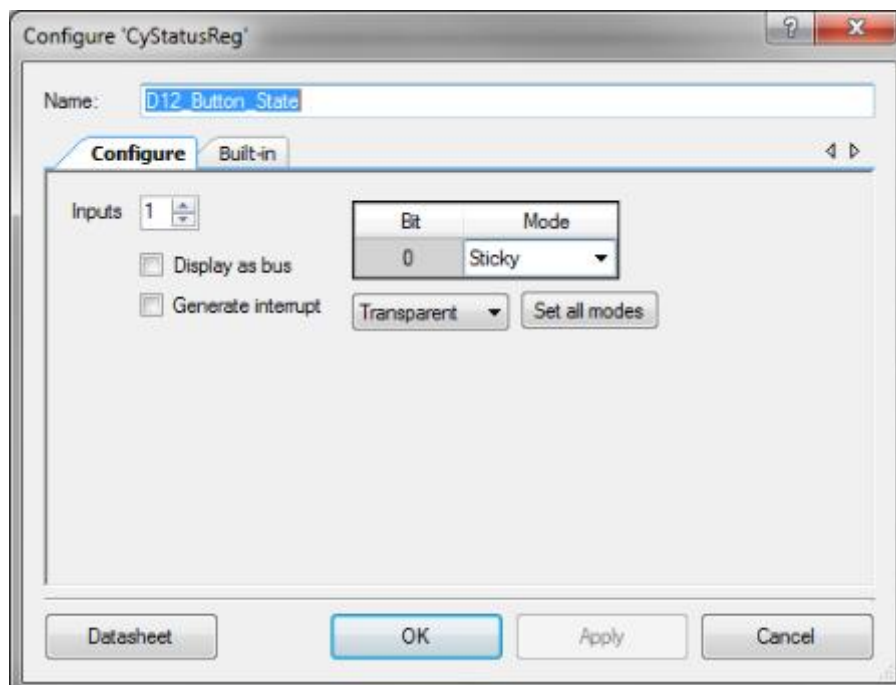 Configure 'CyStatusReg'
Name: D12_Button_State
Configure Built-in
Inputs 1
Bit Mode
0 Sticky
Display as bus
Generate interrupt
Transparent Set all modes
Datasheet OK Apply Cancel